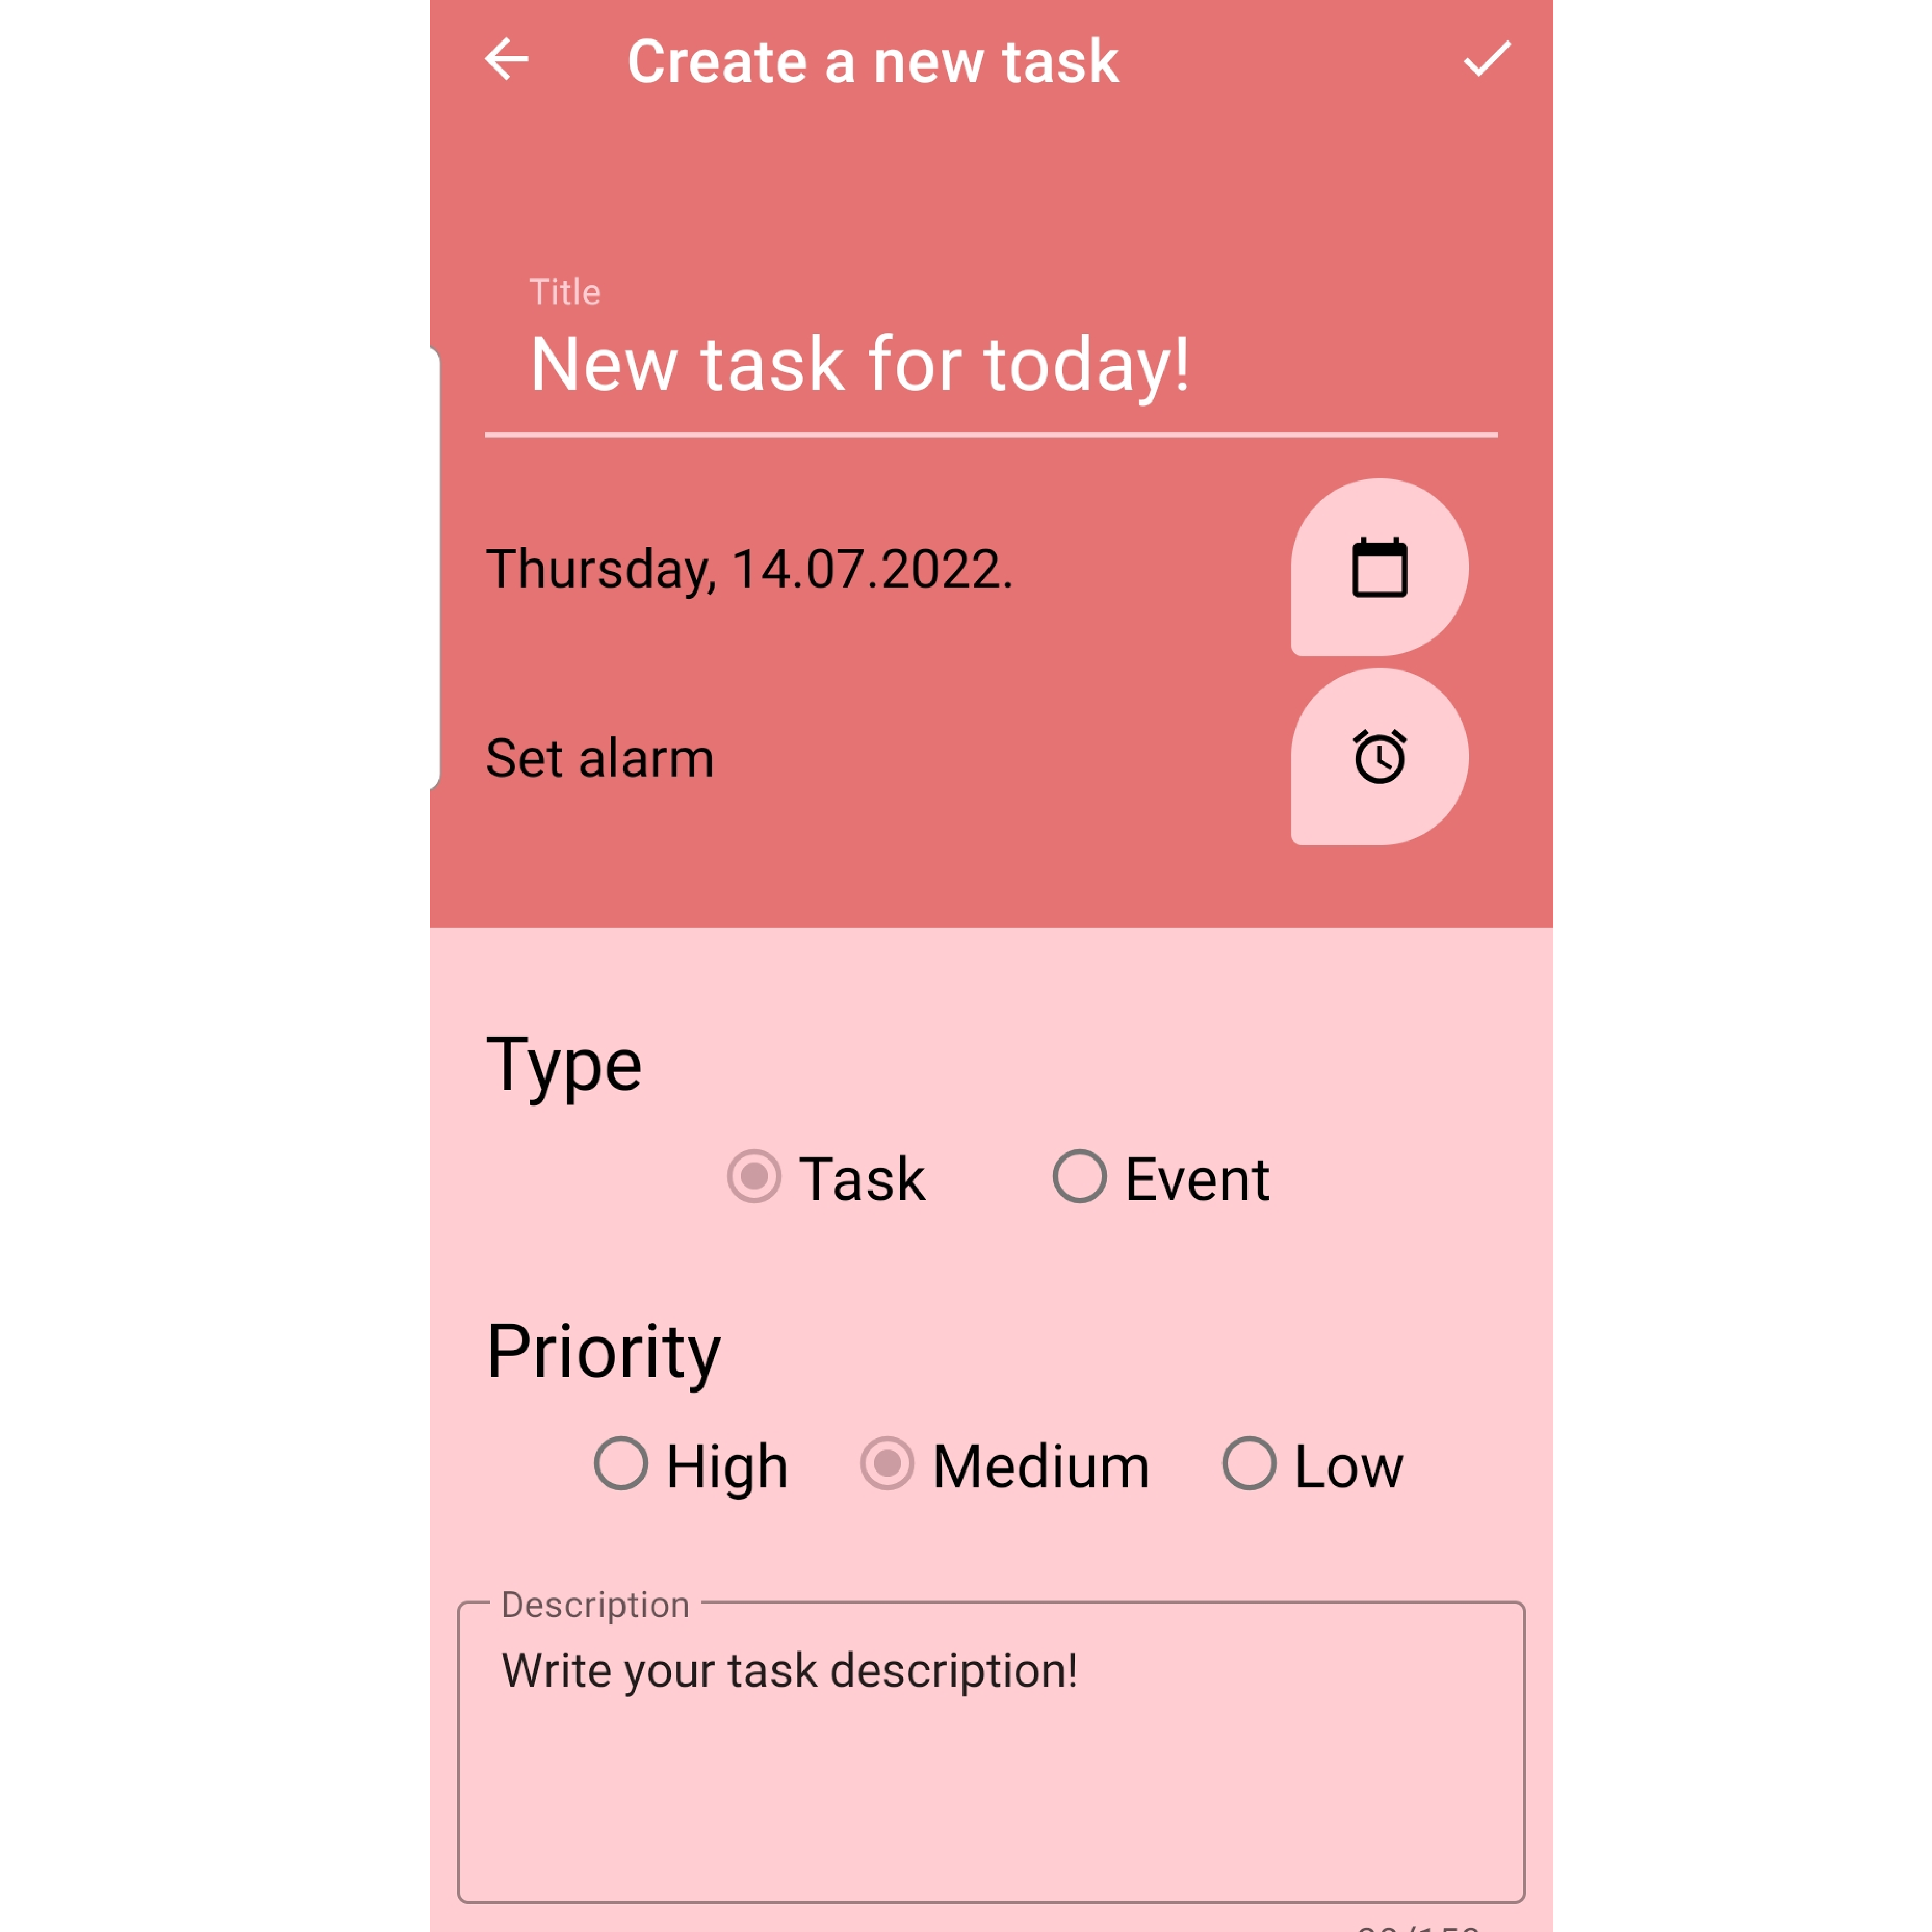 Create a new task
Title
New task for today!
Thursday, 14.07.2022.
Set alarm
Type
Task Event
Priority
High Medium Low
Description
Write your task description!